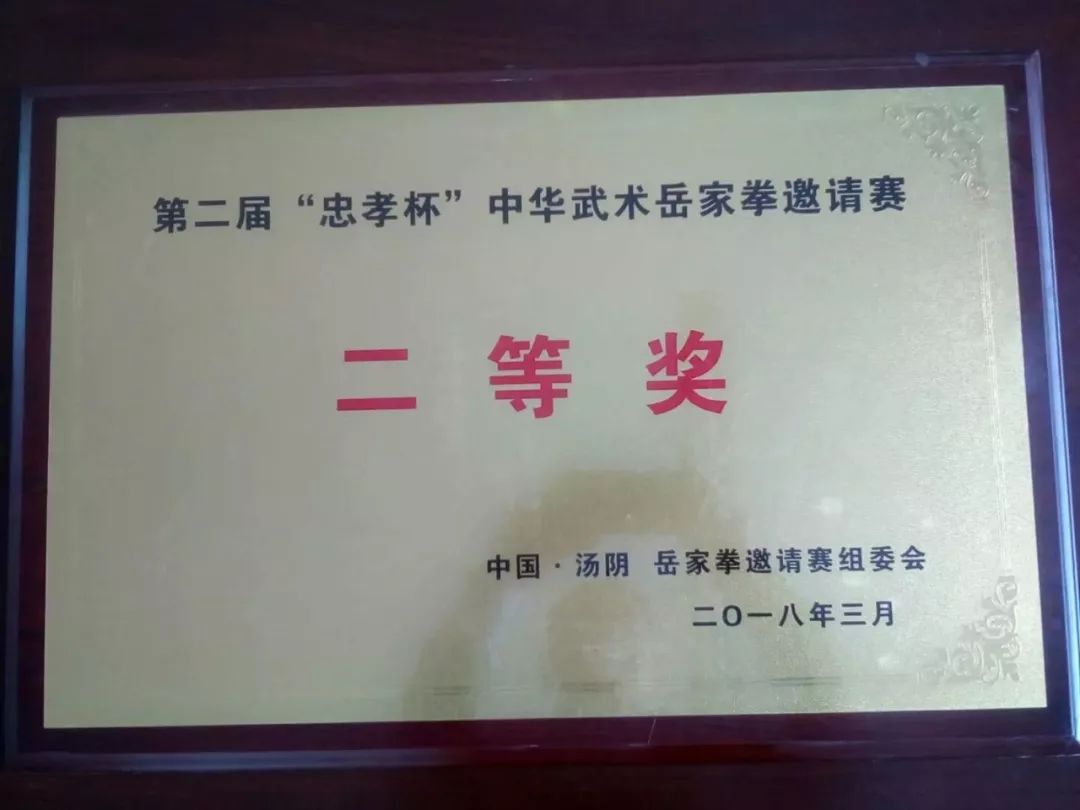 第二届“忠孝杯”中华武术岳家拳邀请赛
二等奖
中国·汤阴 岳家拳邀请赛组委会
二〇一八年三月